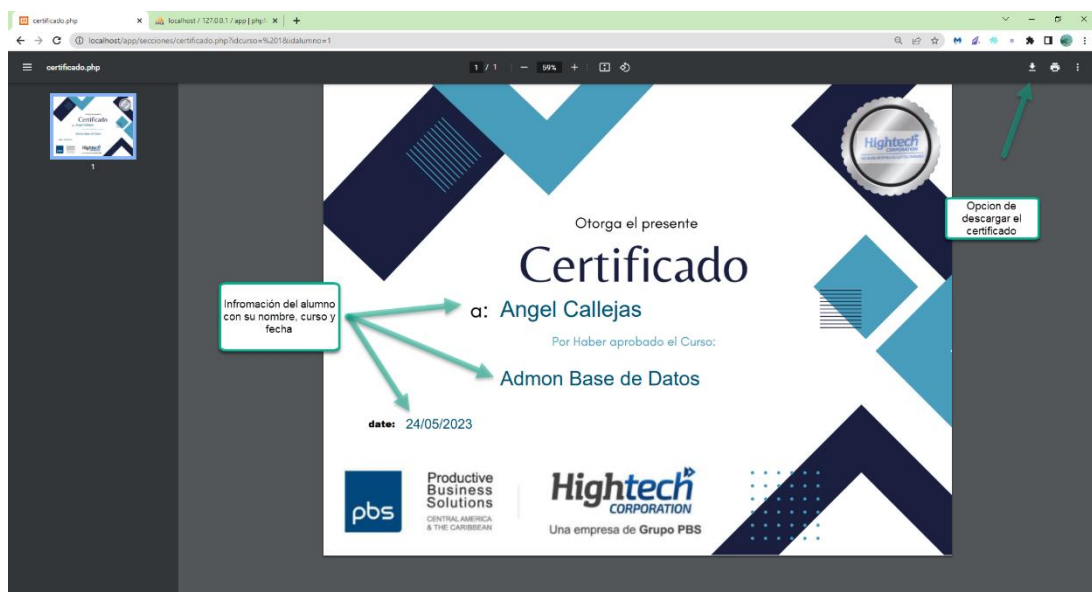 certificado.php
localhost / 127.0.0.1 / app | php
localhost/app/secciones/certificado.php?idcurso=%201&idalumno=1
certificado.php
1 / 1
59%
1
Hightech
CORPORATION
Opcion de
descargar el
certificado
Otorga el presente
Certificado
Infromación del alumno
con su nombre, curso y
fecha
a: Angel Callejas
Por Haber aprobado el Curso:
Admon Base de Datos
date: 24/05/2023
pbs
Productive
Business
Solutions
CENTRAL AMERICA
& THE CARIBBEAN
Hightech
CORPORATION
Una empresa de Grupo PBS